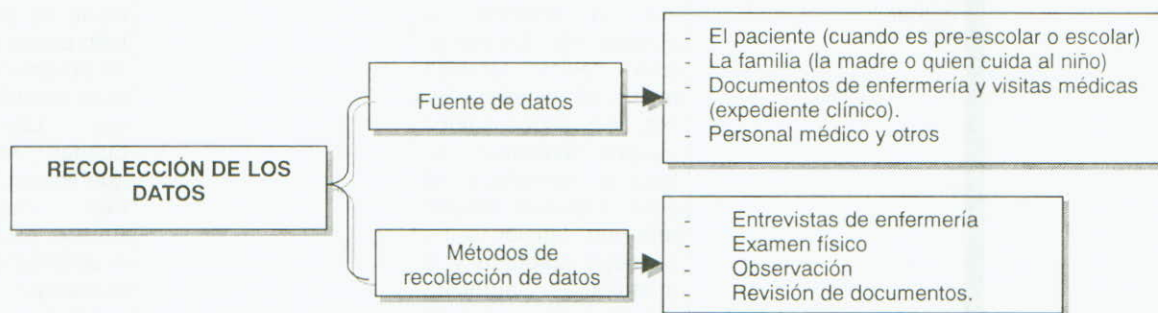 RECOLECCIÓN DE LOS
DATOS
Fuente de datos
- El paciente (cuando es pre-escolar o escolar)
- La familia (la madre o quien cuida al niño)
- Documentos de enfermería y visitas médicas
(expediente clínico).
- Personal médico y otros
Métodos de
recolección de datos
- Entrevistas de enfermería
- Examen físico
- Observación
- Revisión de documentos.